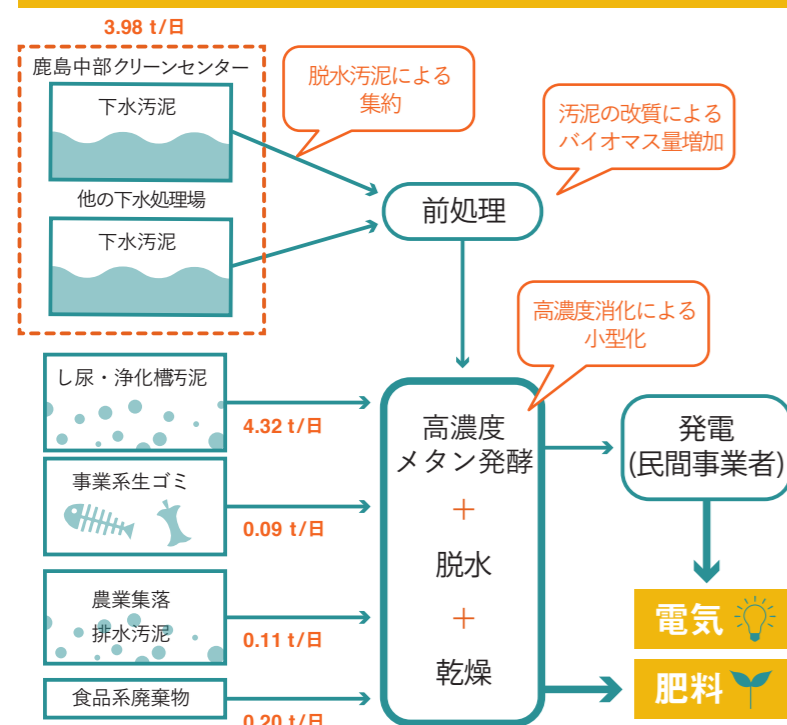 3.98 t/日
鹿島中部クリーンセンター
下水汚泥
他の下水処理場
下水汚泥
脱水汚泥による
集約
汚泥の改質による
バイオマス量増加
前処理
高濃度消化による
小型化
し尿・浄化槽汚泥
4.32 t/日
事業系生ゴミ
0.09 t/日
農業集落
排水汚泥
0.11 t/日
食品系廃棄物
0.20 t/日
高濃度
メタン発酵
+
脱水
+
乾燥
発電
(民間事業者)
電気
肥料